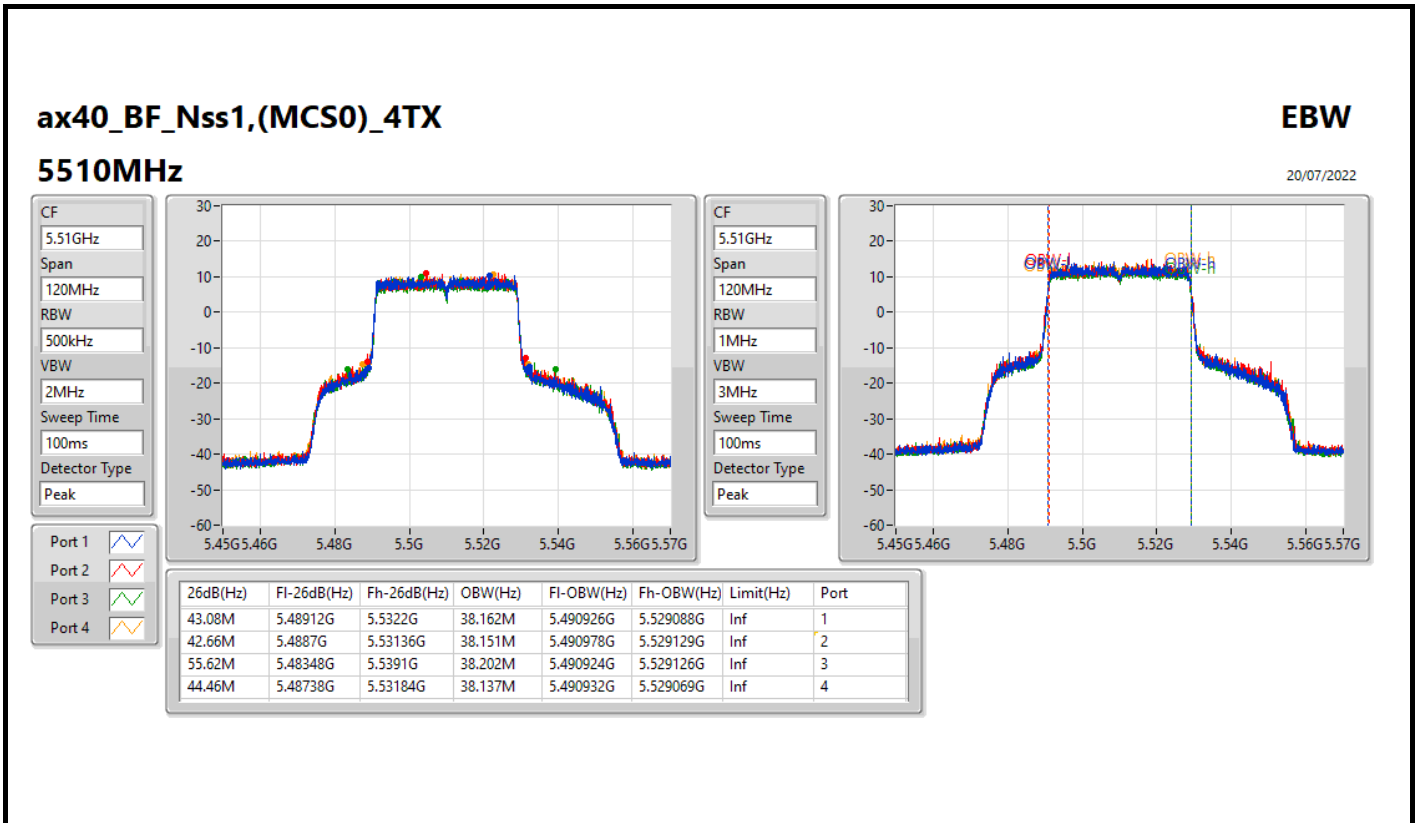 ax40_BF_Nss1,(MCS0)_4TX EBW
5510MHz 20/07/2022
CF
5.51GHz
Span
120MHz
RBW
500kHz
VBW
2MHz
Sweep Time
100ms
Detector Type
Peak
30
20
10
0
-10
-20
-30
-40
-50
-60
5.45G 5.46G 5.48G 5.5G 5.52G 5.54G 5.56G 5.57G
CF
5.51GHz
Span
120MHz
RBW
1MHz
VBW
3MHz
Sweep Time
100ms
Detector Type
Peak
30
20
10
0
-10
-20
-30
-40
-50
-60
OBW-l OBW-h
5.45G 5.46G 5.48G 5.5G 5.52G 5.54G 5.56G 5.57G
Port 1
Port 2
Port 3
Port 4
26dB(Hz) Fl-26dB(Hz) Fh-26dB(Hz) OBW(Hz) Fl-OBW(Hz) Fh-OBW(Hz) Limit(Hz) Port
43.08M 5.48912G 5.5322G 38.162M 5.490926G 5.529088G Inf 1
42.66M 5.4887G 5.53136G 38.151M 5.490978G 5.529129G Inf 2
55.62M 5.48348G 5.5391G 38.202M 5.490924G 5.529126G Inf 3
44.46M 5.48738G 5.53184G 38.137M 5.490932G 5.529069G Inf 4